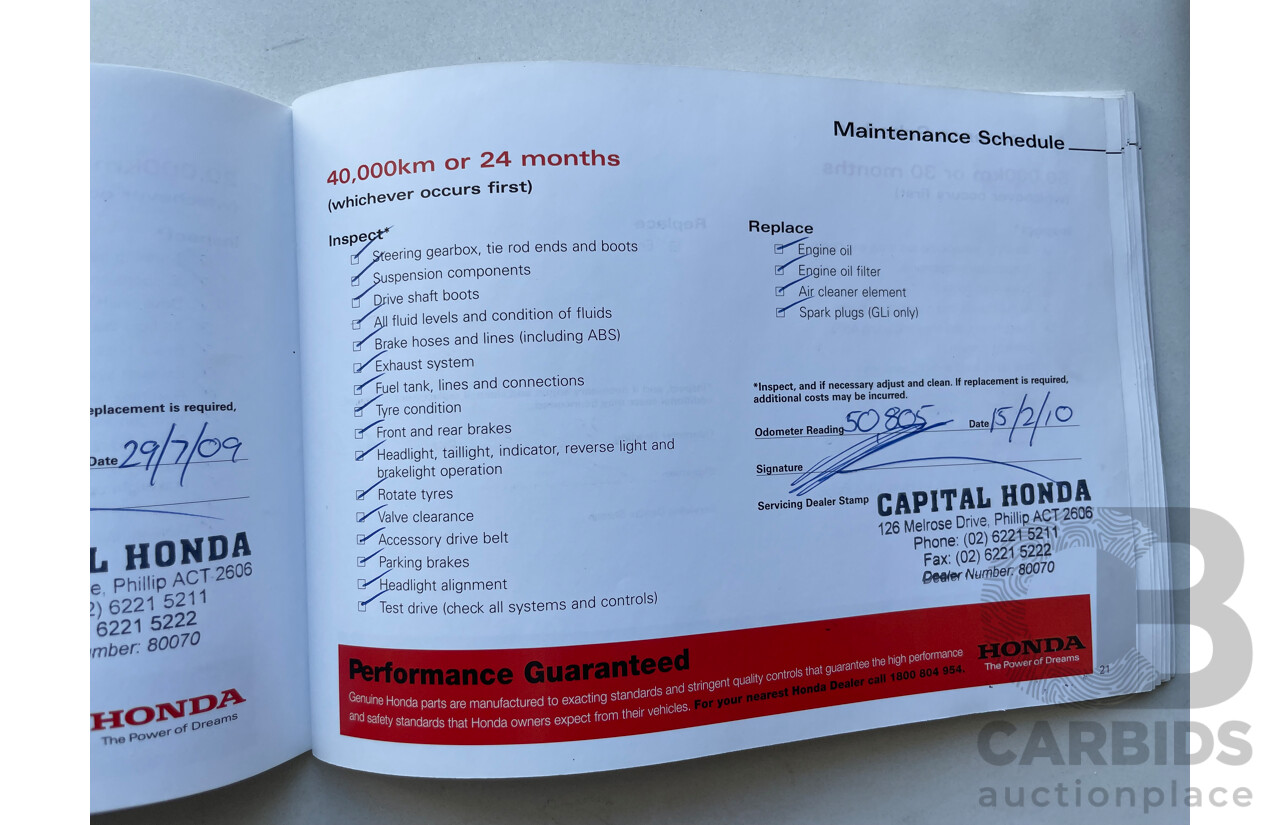 eplacement is required,
Date 29/7/09
L HONDA
e, Phillip ACT 2606
2) 6221 5211
6221 5222
mber: 80070
HONDA
The Power of Dreams
Maintenance Schedule
40,000km or 24 months
(whichever occurs first)
Inspect*
Steering gearbox, tie rod ends and boots
Suspension components
Drive shaft boots
All fluid levels and condition of fluids
Brake hoses and lines (including ABS)
Exhaust system
Fuel tank, lines and connections
Tyre condition
Front and rear brakes
Headlight, taillight, indicator, reverse light and
brakelight operation
Rotate tyres
Valve clearance
Accessory drive belt
Parking brakes
Headlight alignment
Test drive (check all systems and controls)
Replace
Engine oil
Engine oil filter
Air cleaner element
Spark plugs (GLi only)
*Inspect, and if necessary adjust and clean. If replacement is required,
additional costs may be incurred.
Odometer Reading 50805 Date 15/2/10
Signature
Servicing Dealer Stamp
CAPITAL HONDA
126 Melrose Drive, Phillip ACT 2606
Phone: (02) 6221 5211
Fax: (02) 6221 5222
Dealer Number: 80070
Performance Guaranteed
Genuine Honda parts are manufactured to exacting standards and stringent quality controls that guarantee the high performance
and safety standards that Honda owners expect from their vehicles. For your nearest Honda Dealer call 1800 804 954.
HONDA
The Power of Dreams
21
CARBIDS
auctionplace